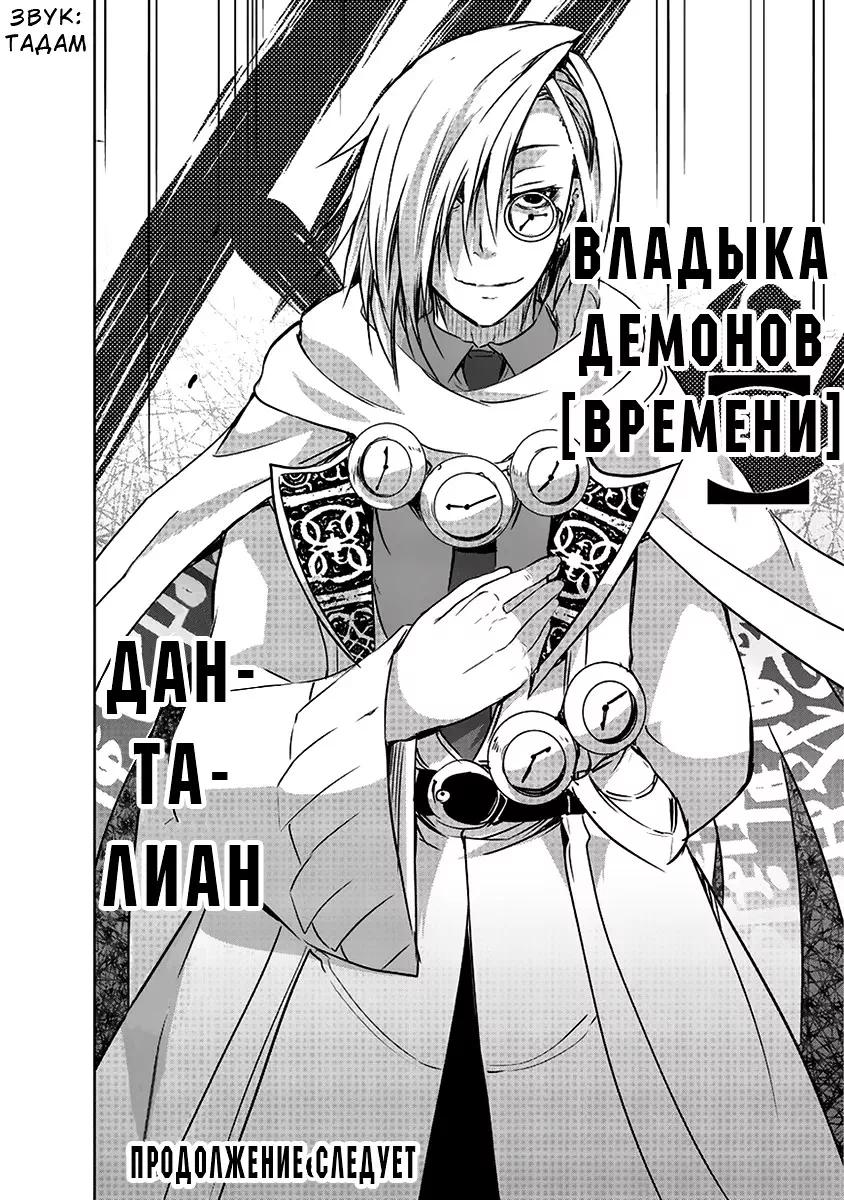 ЗВУК:
ТАДАМ
ВЛАДЫКА
ДЕМОНОВ
[ВРЕМЕНИ]
ДАН-
ТА-
ЛИАН
ПРОДОЛЖЕНИЕ СЛЕДУЕТ